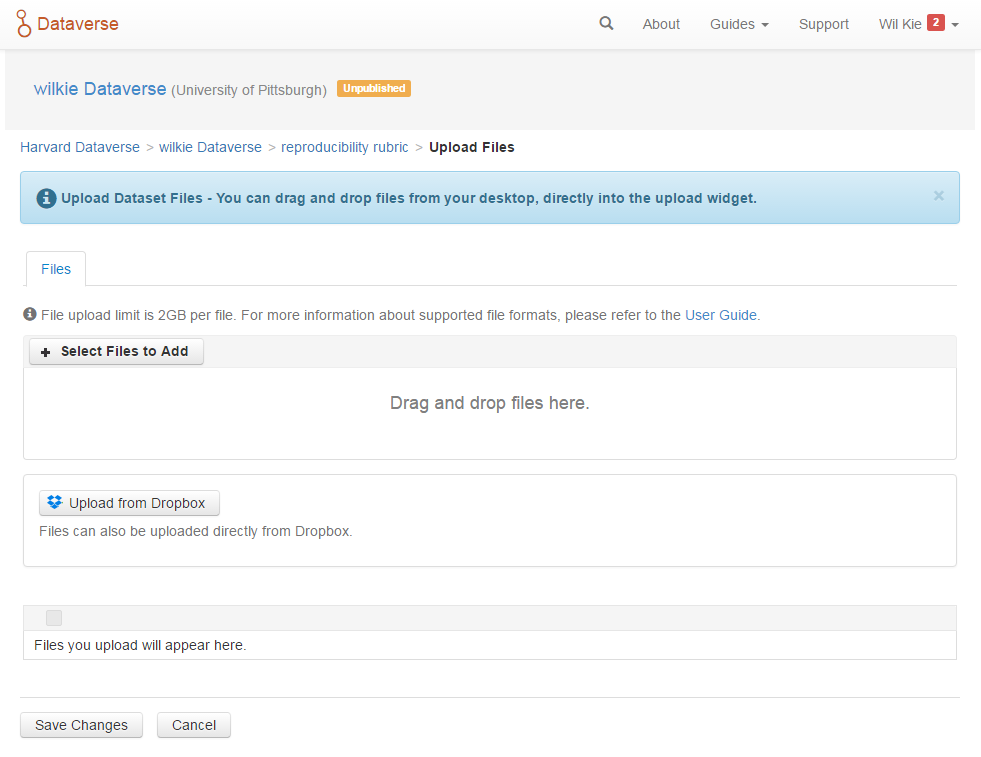 Dataverse About Guides Support Wil Kie 2
wilkie Dataverse (University of Pittsburgh) Unpublished
Harvard Dataverse > wilkie Dataverse > reproducibility rubric > Upload Files
Upload Dataset Files - You can drag and drop files from your desktop, directly into the upload widget. ×
Files
File upload limit is 2GB per file. For more information about supported file formats, please refer to the User Guide.
+ Select Files to Add
Drag and drop files here.
Upload from Dropbox
Files can also be uploaded directly from Dropbox.
Files you upload will appear here.
Save Changes Cancel